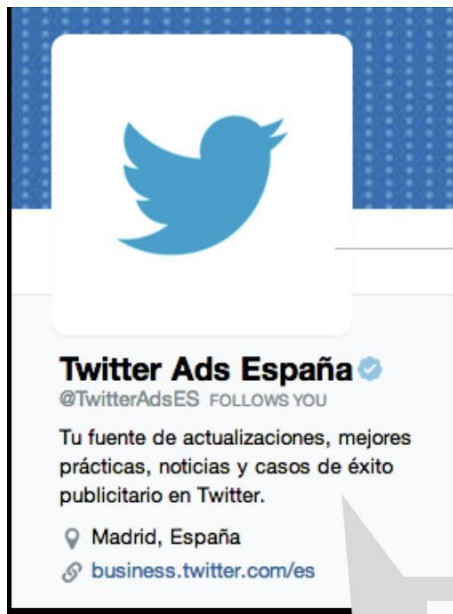 Twitter Ads España
@TwitterAdsES FOLLOWS YOU
Tu fuente de actualizaciones, mejores
prácticas, noticias y casos de éxito
publicitario en Twitter.
Madrid, España
business.twitter.com/es